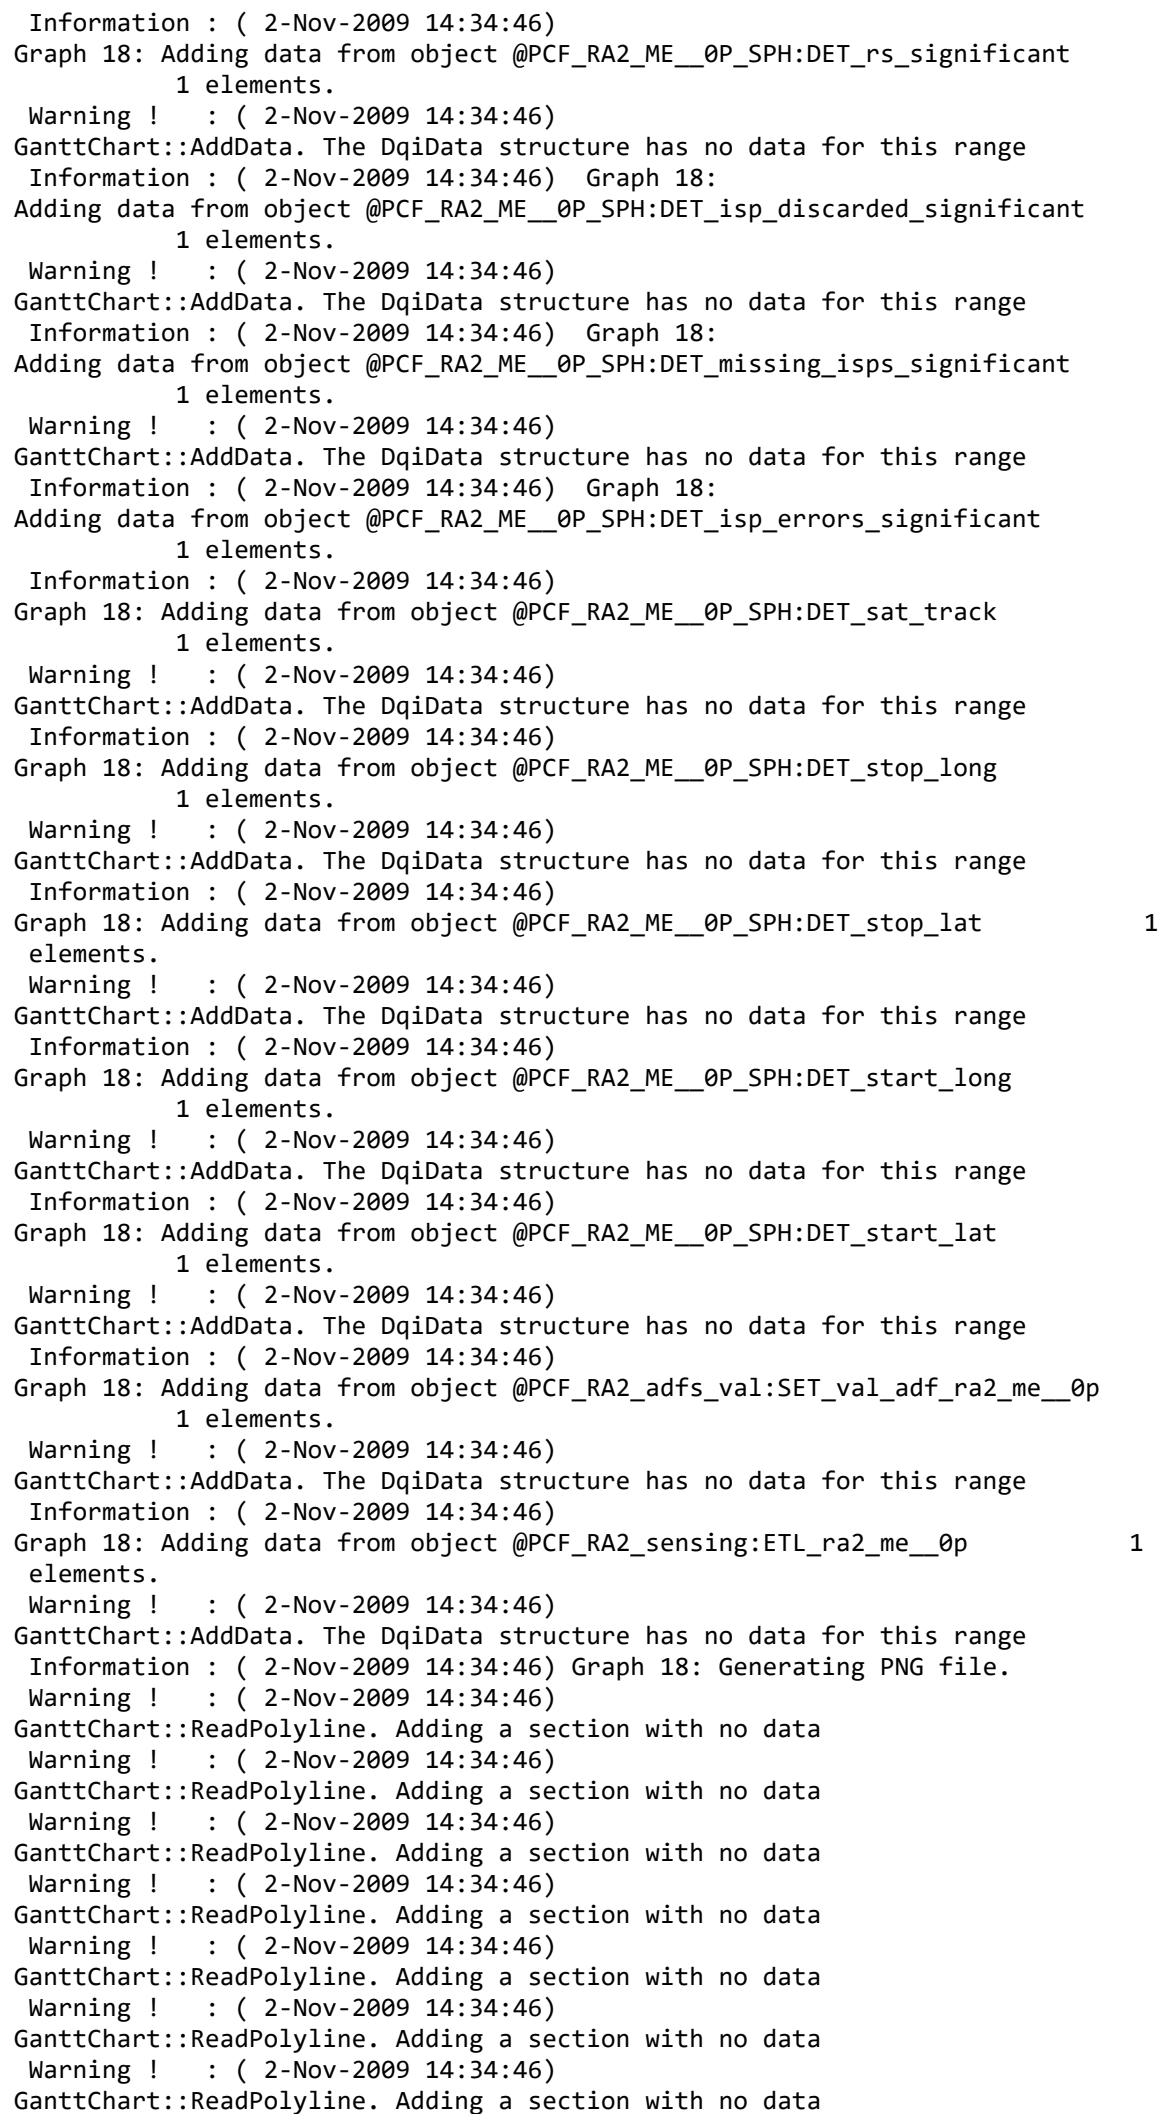 Information : ( 2-Nov-2009 14:34:46)
Graph 18: Adding data from object @PCF_RA2_ME__0P_SPH:DET_rs_significant
1 elements.
Warning !   : ( 2-Nov-2009 14:34:46)
GanttChart::AddData. The DqiData structure has no data for this range
Information : ( 2-Nov-2009 14:34:46)  Graph 18:
Adding data from object @PCF_RA2_ME__0P_SPH:DET_isp_discarded_significant
1 elements.
Warning !   : ( 2-Nov-2009 14:34:46)
GanttChart::AddData. The DqiData structure has no data for this range
Information : ( 2-Nov-2009 14:34:46)  Graph 18:
Adding data from object @PCF_RA2_ME__0P_SPH:DET_missing_isps_significant
1 elements.
Warning !   : ( 2-Nov-2009 14:34:46)
GanttChart::AddData. The DqiData structure has no data for this range
Information : ( 2-Nov-2009 14:34:46)  Graph 18:
Adding data from object @PCF_RA2_ME__0P_SPH:DET_isp_errors_significant
1 elements.
Information : ( 2-Nov-2009 14:34:46)
Graph 18: Adding data from object @PCF_RA2_ME__0P_SPH:DET_sat_track
1 elements.
Warning !   : ( 2-Nov-2009 14:34:46)
GanttChart::AddData. The DqiData structure has no data for this range
Information : ( 2-Nov-2009 14:34:46)
Graph 18: Adding data from object @PCF_RA2_ME__0P_SPH:DET_stop_long
1 elements.
Warning !   : ( 2-Nov-2009 14:34:46)
GanttChart::AddData. The DqiData structure has no data for this range
Information : ( 2-Nov-2009 14:34:46)
Graph 18: Adding data from object @PCF_RA2_ME__0P_SPH:DET_stop_lat           1
elements.
Warning !   : ( 2-Nov-2009 14:34:46)
GanttChart::AddData. The DqiData structure has no data for this range
Information : ( 2-Nov-2009 14:34:46)
Graph 18: Adding data from object @PCF_RA2_ME__0P_SPH:DET_start_long
1 elements.
Warning !   : ( 2-Nov-2009 14:34:46)
GanttChart::AddData. The DqiData structure has no data for this range
Information : ( 2-Nov-2009 14:34:46)
Graph 18: Adding data from object @PCF_RA2_ME__0P_SPH:DET_start_lat
1 elements.
Warning !   : ( 2-Nov-2009 14:34:46)
GanttChart::AddData. The DqiData structure has no data for this range
Information : ( 2-Nov-2009 14:34:46)
Graph 18: Adding data from object @PCF_RA2_adfs_val:SET_val_adf_ra2_me__0p
1 elements.
Warning !   : ( 2-Nov-2009 14:34:46)
GanttChart::AddData. The DqiData structure has no data for this range
Information : ( 2-Nov-2009 14:34:46)
Graph 18: Adding data from object @PCF_RA2_sensing:ETL_ra2_me__0p           1
elements.
Warning !   : ( 2-Nov-2009 14:34:46)
GanttChart::AddData. The DqiData structure has no data for this range
Information : ( 2-Nov-2009 14:34:46) Graph 18: Generating PNG file.
Warning !   : ( 2-Nov-2009 14:34:46)
GanttChart::ReadPolyline. Adding a section with no data
Warning !   : ( 2-Nov-2009 14:34:46)
GanttChart::ReadPolyline. Adding a section with no data
Warning !   : ( 2-Nov-2009 14:34:46)
GanttChart::ReadPolyline. Adding a section with no data
Warning !   : ( 2-Nov-2009 14:34:46)
GanttChart::ReadPolyline. Adding a section with no data
Warning !   : ( 2-Nov-2009 14:34:46)
GanttChart::ReadPolyline. Adding a section with no data
Warning !   : ( 2-Nov-2009 14:34:46)
GanttChart::ReadPolyline. Adding a section with no data
Warning !   : ( 2-Nov-2009 14:34:46)
GanttChart::ReadPolyline. Adding a section with no data